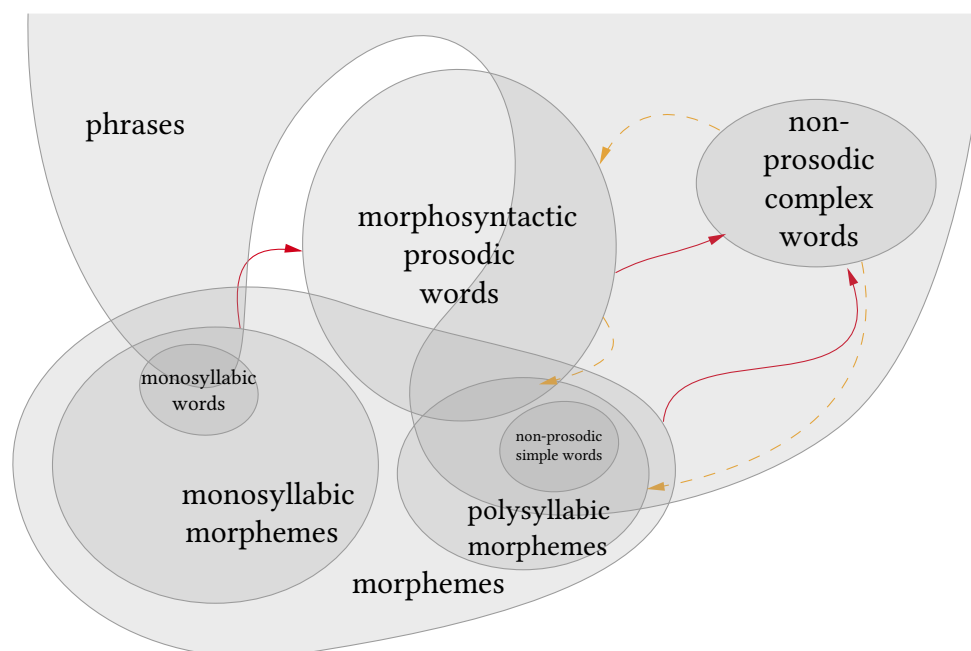 phrases
non-
prosodic
complex
words
morphosyntactic
prosodic
words
monosyllabic
words
non-prosodic
simple words
monosyllabic
morphemes
polysyllabic
morphemes
morphemes